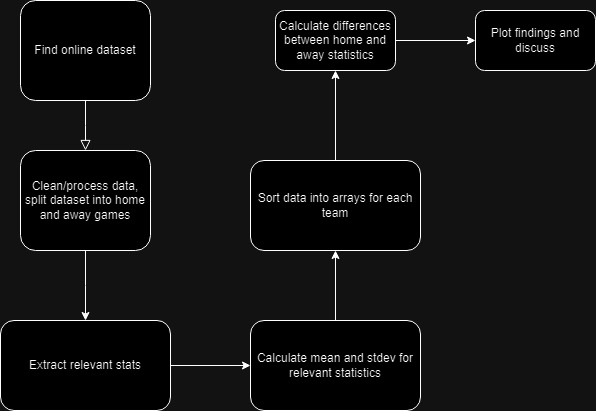 Find online dataset
Clean/process data,
split dataset into home
and away games
Extract relevant stats
Calculate mean and stdev for
relevant statistics
Sort data into arrays for each
team
Calculate differences
between home and
away statistics
Plot findings and
discuss